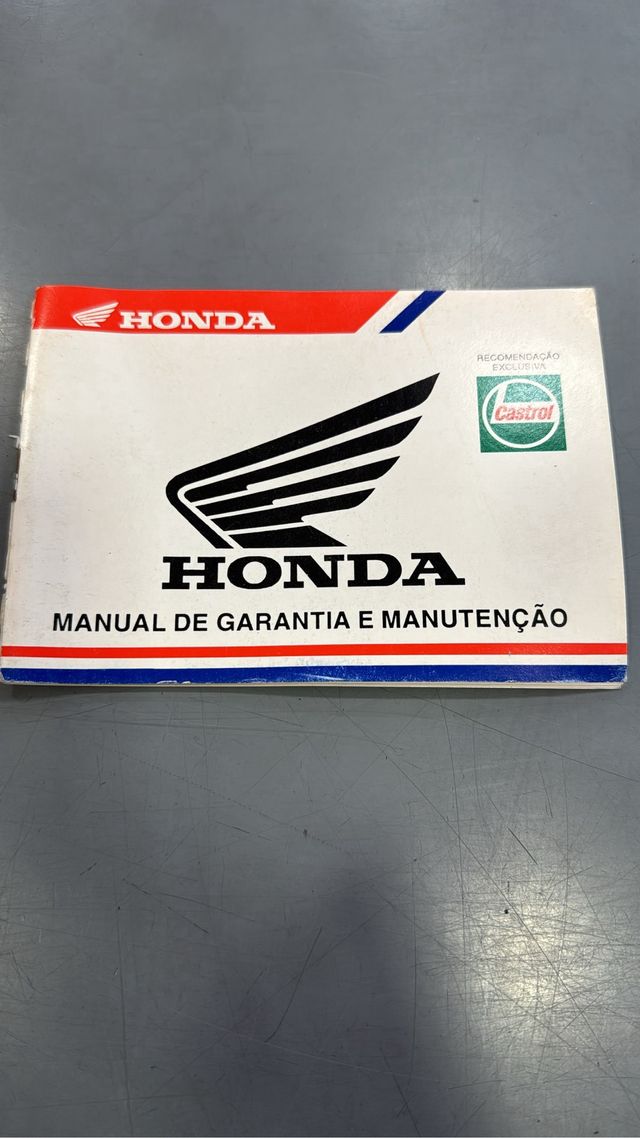 HONDA
RECOMENDAÇÃO
EXCLUSIVA
Castrol
HONDA
MANUAL DE GARANTIA E MANUTENÇÃO